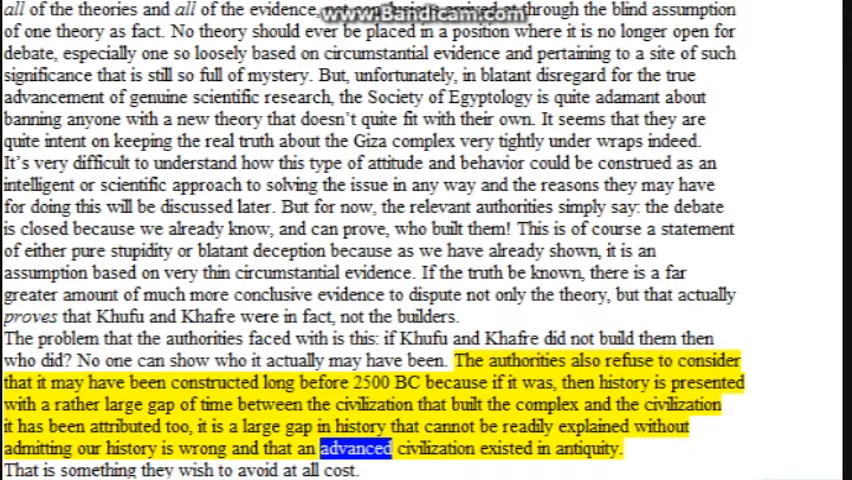 all of the theories and all of the evidence, not conclusions arrived at through the blind assumption
www.Bandicam.com
of one theory as fact. No theory should ever be placed in a position where it is no longer open for
debate, especially one so loosely based on circumstantial evidence and pertaining to a site of such
significance that is still so full of mystery. But, unfortunately, in blatant disregard for the true
advancement of genuine scientific research, the Society of Egyptology is quite adamant about
banning anyone with a new theory that doesn't quite fit with their own. It seems that they are
quite intent on keeping the real truth about the Giza complex very tightly under wraps indeed.
It's very difficult to understand how this type of attitude and behavior could be construed as an
intelligent or scientific approach to solving the issue in any way and the reasons they may have
for doing this will be discussed later. But for now, the relevant authorities simply say: the debate
is closed because we already know, and can prove, who built them! This is of course a statement
of either pure stupidity or blatant deception because as we have already shown, it is an
assumption based on very thin circumstantial evidence. If the truth be known, there is a far
greater amount of much more conclusive evidence to dispute not only the theory, but that actually
proves that Khufu and Khafre were in fact, not the builders.
The problem that the authorities faced with is this: if Khufu and Khafre did not build them then
who did? No one can show who it actually may have been. The authorities also refuse to consider
that it may have been constructed long before 2500 BC because if it was, then history is presented
with a rather large gap of time between the civilization that built the complex and the civilization
it has been attributed too, it is a large gap in history that cannot be readily explained without
admitting our history is wrong and that an advanced civilization existed in antiquity.
That is something they wish to avoid at all cost.